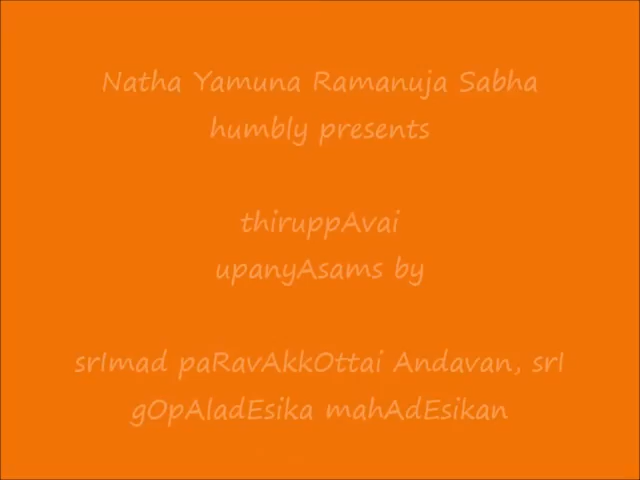 Natha Yamuna Ramanuja Sabha
humbly presents
thiruppAvai
upanyAsams by
srImad paRavAkkOttai Andavan, srI
gOpAladEsika mahAdEsikan